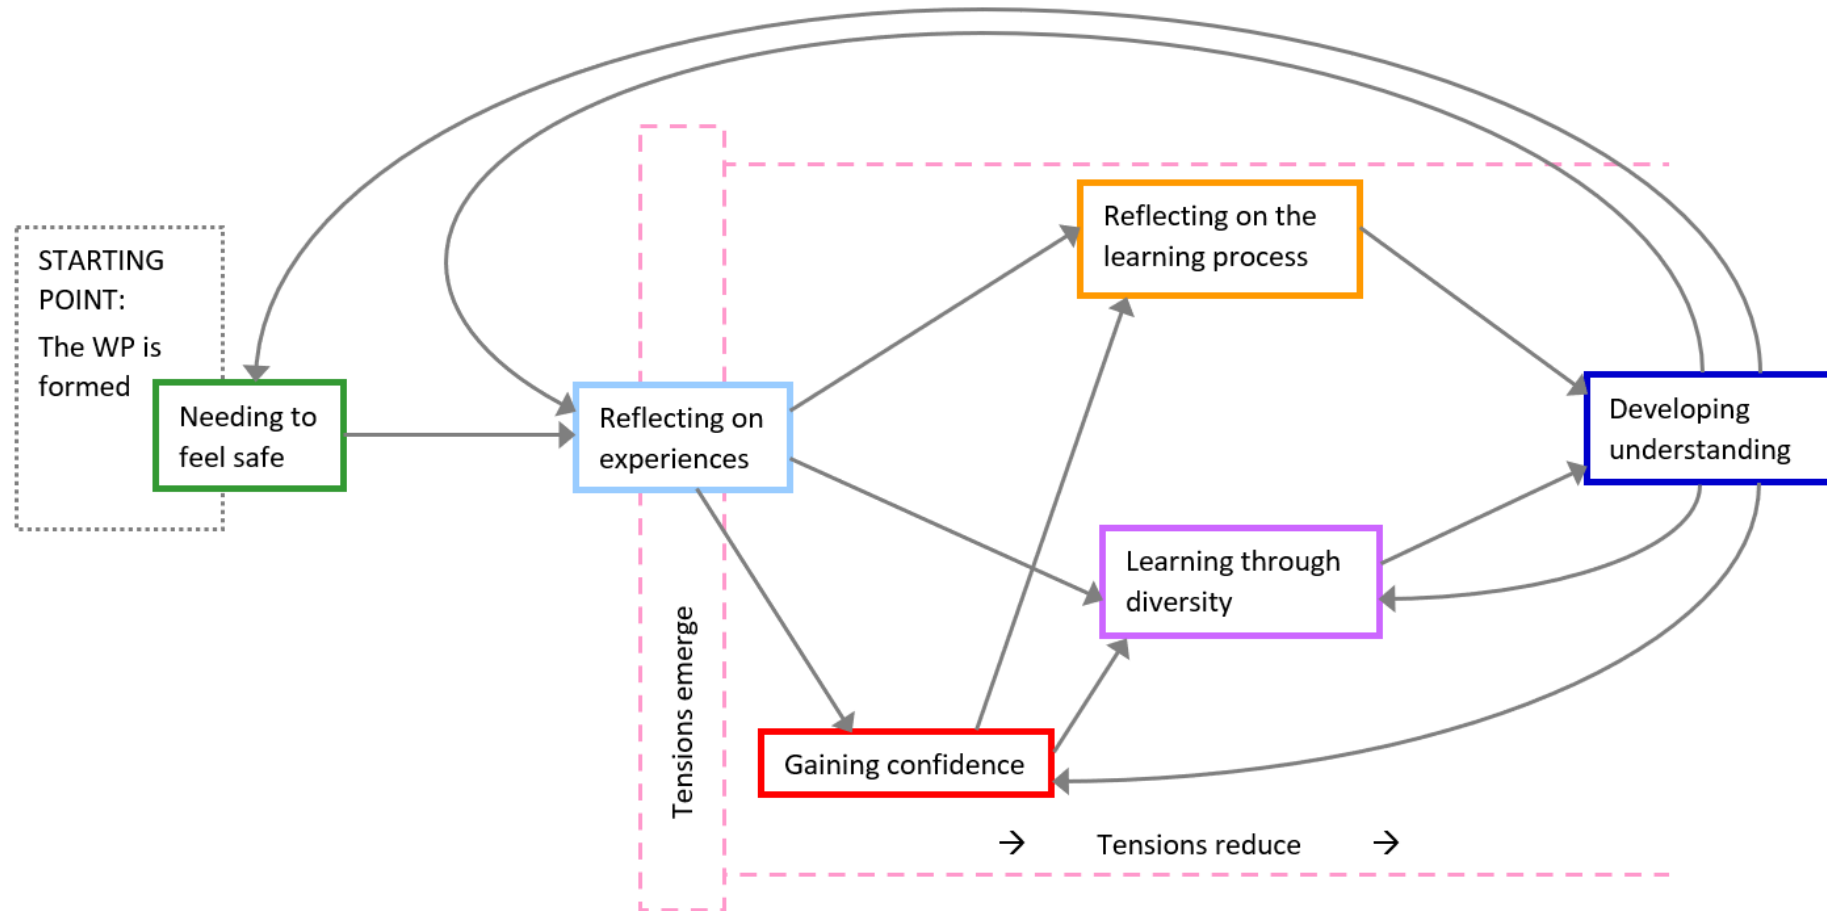 STARTING
POINT:
The WP is
formed
Needing to
feel safe
Reflecting on
experiences
Tensions emerge
Reflecting on the
learning process
Learning through
diversity
Gaining confidence
Developing
understanding
→ Tensions reduce →